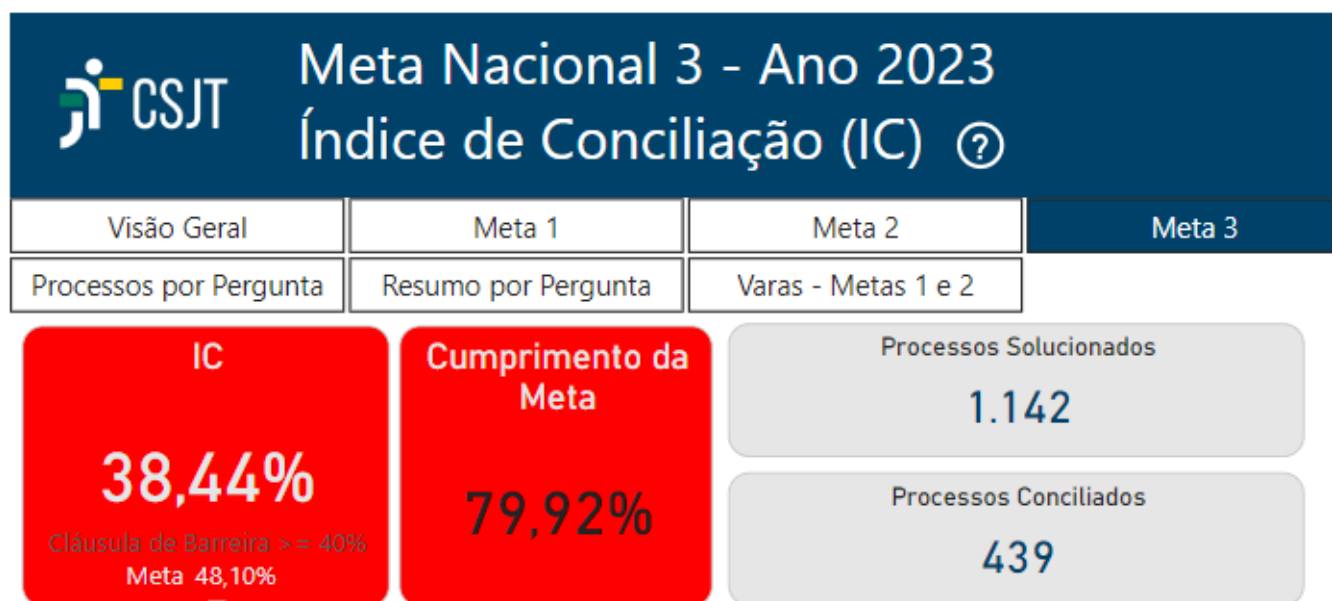 CSJT
Meta Nacional 3 - Ano 2023
Índice de Conciliação (IC) ?
Visão Geral
Meta 1
Meta 2
Meta 3
Processos por Pergunta
Resumo por Pergunta
Varas - Metas 1 e 2
IC
38,44%
Cláusula de Barreira >= 40%
Meta 48,10%
Cumprimento da
Meta
79,92%
Processos Solucionados
1.142
Processos Conciliados
439